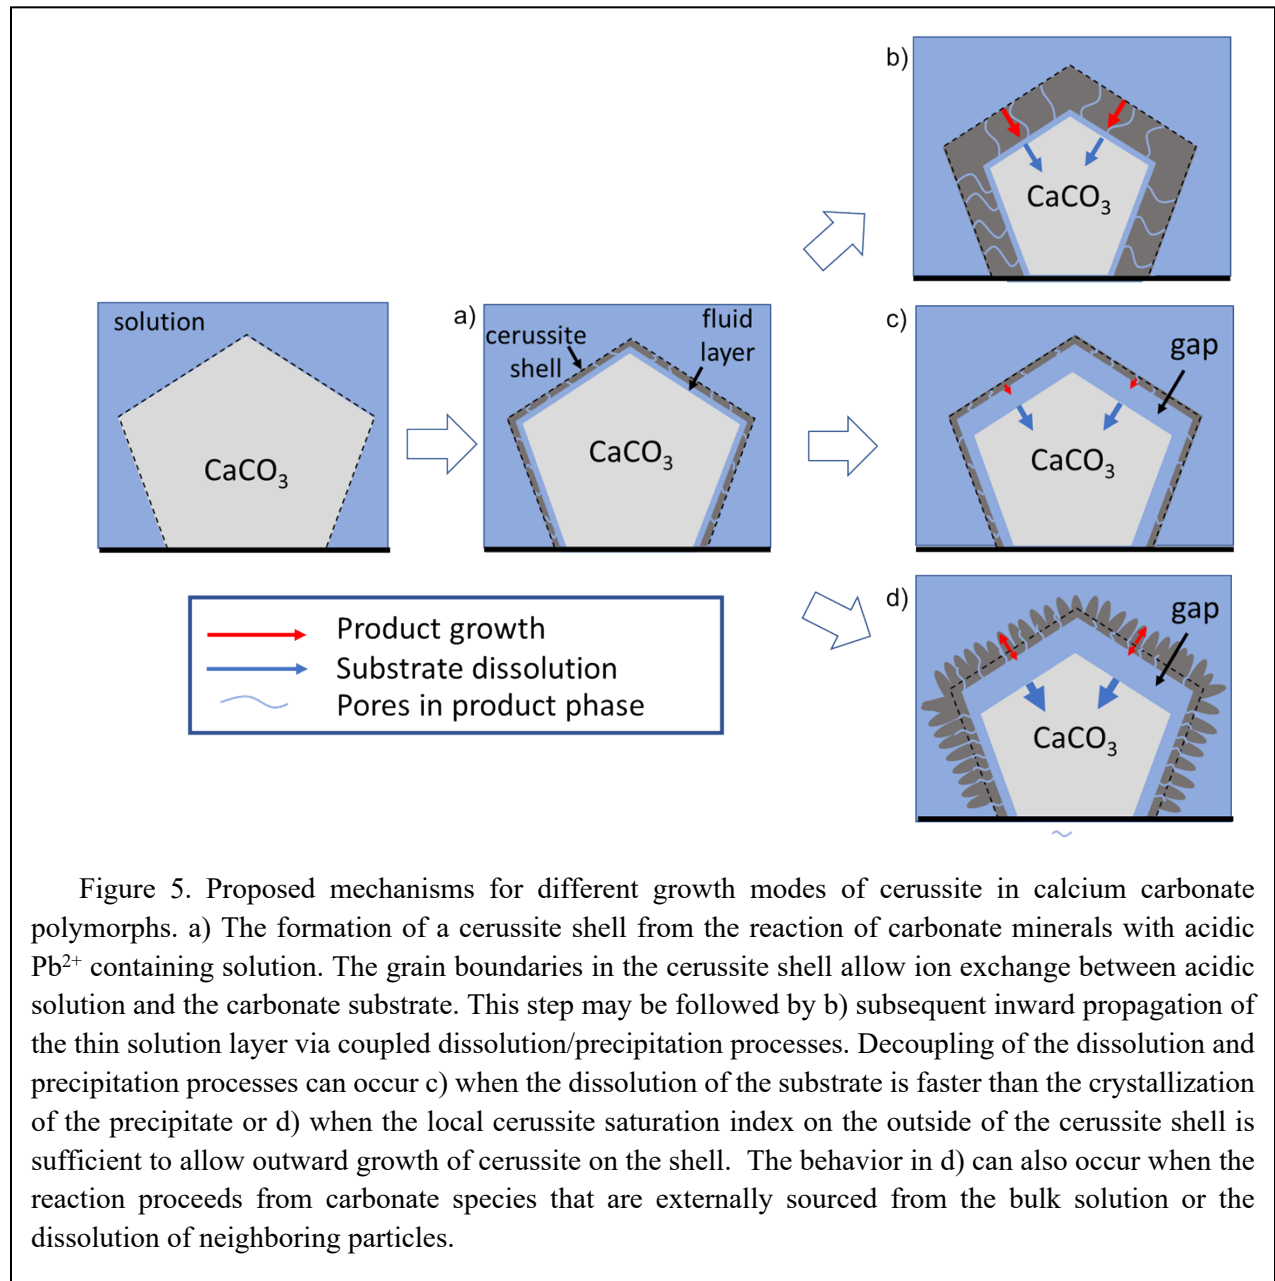 solution
CaCO₃
a)
cerussite
shell
fluid
layer
CaCO₃
b)
CaCO₃
c)
gap
CaCO₃
d)
gap
CaCO₃
Product growth
Substrate dissolution
Pores in product phase
Figure 5. Proposed mechanisms for different growth modes of cerussite in calcium carbonate
polymorphs. a) The formation of a cerussite shell from the reaction of carbonate minerals with acidic
Pb²⁺ containing solution. The grain boundaries in the cerussite shell allow ion exchange between acidic
solution and the carbonate substrate. This step may be followed by b) subsequent inward propagation of
the thin solution layer via coupled dissolution/precipitation processes. Decoupling of the dissolution and
precipitation processes can occur c) when the dissolution of the substrate is faster than the crystallization
of the precipitate or d) when the local cerussite saturation index on the outside of the cerussite shell is
sufficient to allow outward growth of cerussite on the shell. The behavior in d) can also occur when the
reaction proceeds from carbonate species that are externally sourced from the bulk solution or the
dissolution of neighboring particles.